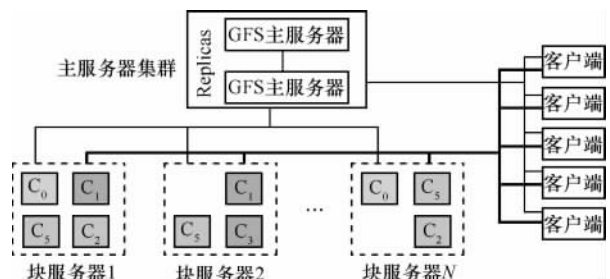 GFS主服务器
主服务器集群
Replicas
GFS主服务器
客户端
客户端
客户端
客户端
客户端
C₀ C₁
C₅ C₂
C₁
C₅ C₃
...
C₀ C₅
C₂
块服务器1 块服务器2 块服务器N